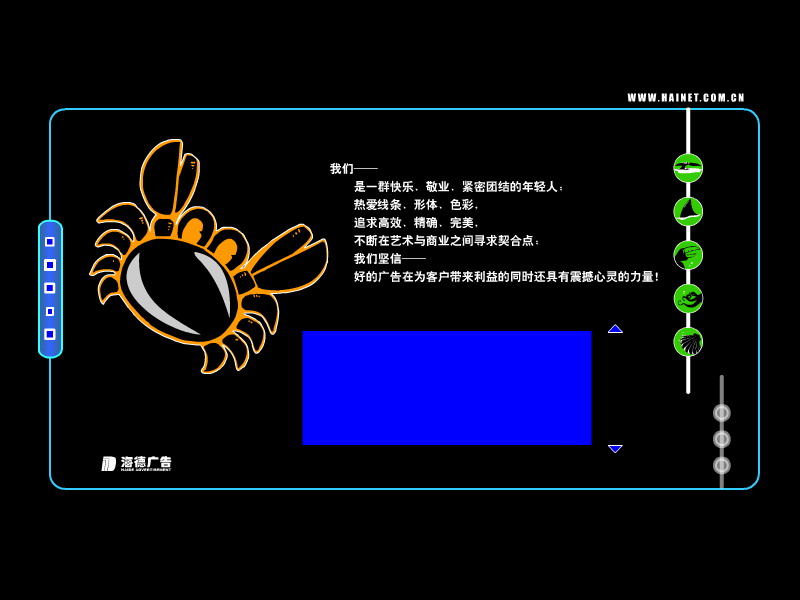 WWW.HAINET.COM.CN
我们——
是一群快乐、敬业、紧密团结的年轻人;
热爱线条、形体、色彩,
追求高效、精确、完美,
不断在艺术与商业之间寻求契合点;
我们坚信——
好的广告在为客户带来利益的同时还具有震撼心灵的力量!
海德广告
HAIDE ADVERTISEMENT